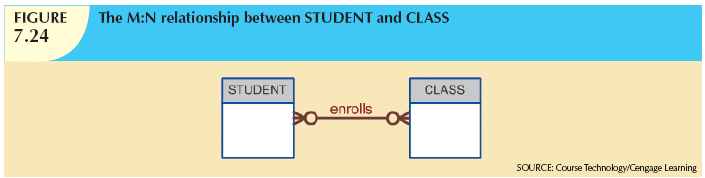 FIGURE
7.24
The M:N relationship between STUDENT and CLASS
STUDENT
enrolls
CLASS
SOURCE: Course Technology/Cengage Learning